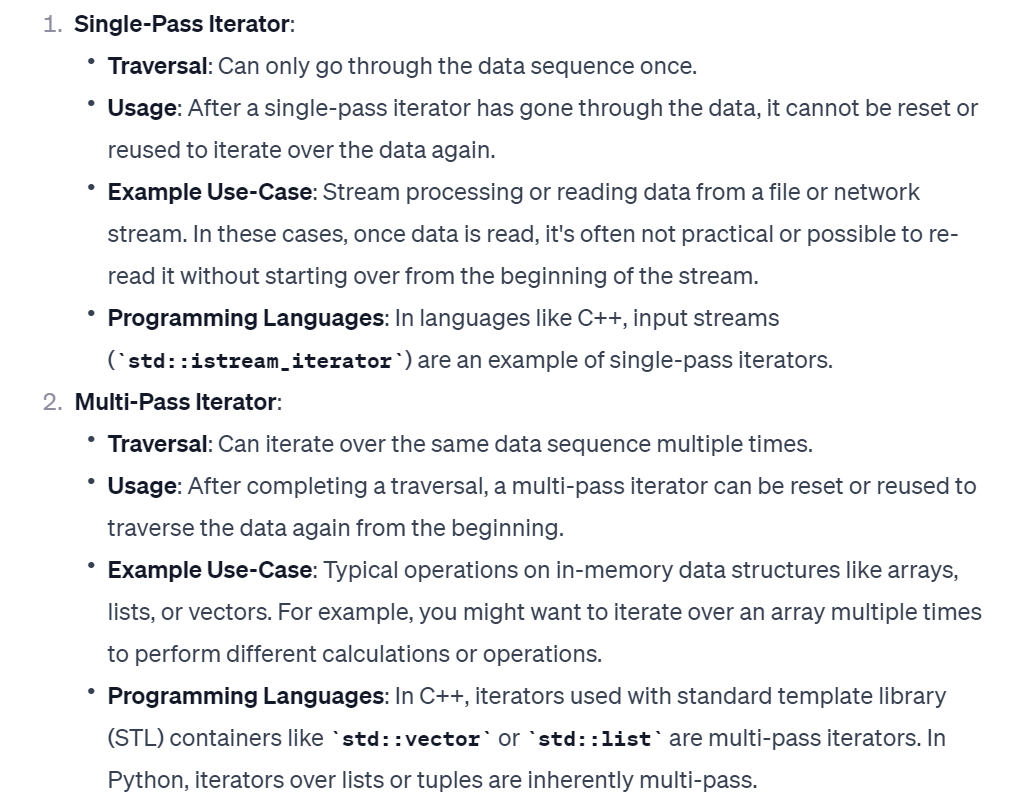 1. Single-Pass Iterator:
• Traversal: Can only go through the data sequence once.
• Usage: After a single-pass iterator has gone through the data, it cannot be reset or
reused to iterate over the data again.
• Example Use-Case: Stream processing or reading data from a file or network
stream. In these cases, once data is read, it's often not practical or possible to re-
read it without starting over from the beginning of the stream.
• Programming Languages: In languages like C++, input streams
(`std::istream_iterator`) are an example of single-pass iterators.
2. Multi-Pass Iterator:
• Traversal: Can iterate over the same data sequence multiple times.
• Usage: After completing a traversal, a multi-pass iterator can be reset or reused to
traverse the data again from the beginning.
• Example Use-Case: Typical operations on in-memory data structures like arrays,
lists, or vectors. For example, you might want to iterate over an array multiple times
to perform different calculations or operations.
• Programming Languages: In C++, iterators used with standard template library
(STL) containers like `std::vector` or `std::list` are multi-pass iterators. In
Python, iterators over lists or tuples are inherently multi-pass.